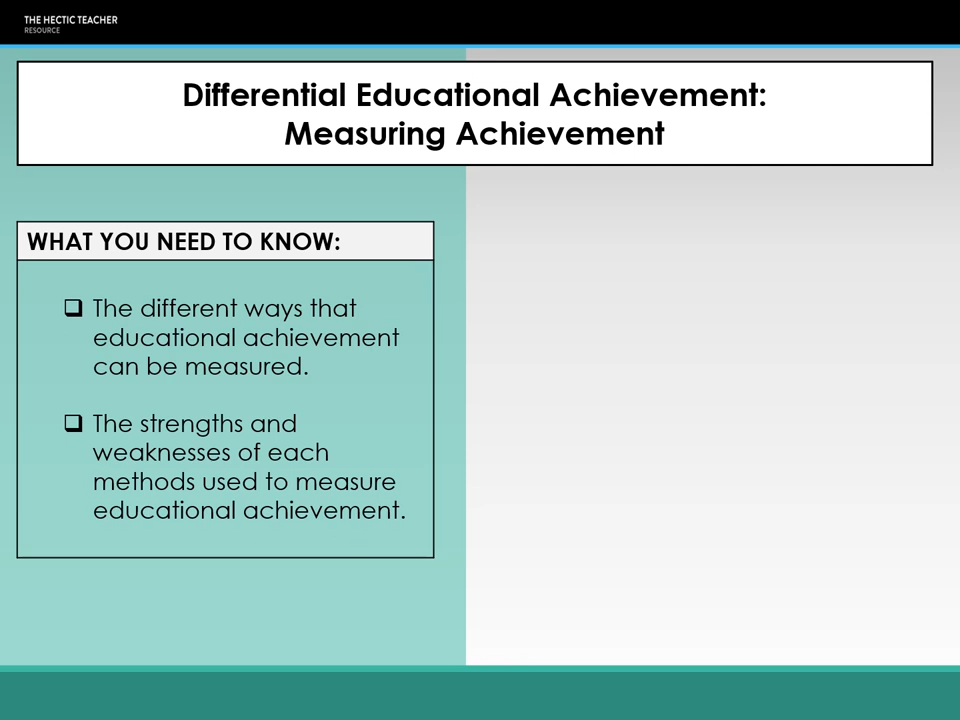 THE HECTIC TEACHER
RESOURCE
Differential Educational Achievement:
Measuring Achievement
WHAT YOU NEED TO KNOW:
❑ The different ways that
educational achievement
can be measured.
❑ The strengths and
weaknesses of each
methods used to measure
educational achievement.